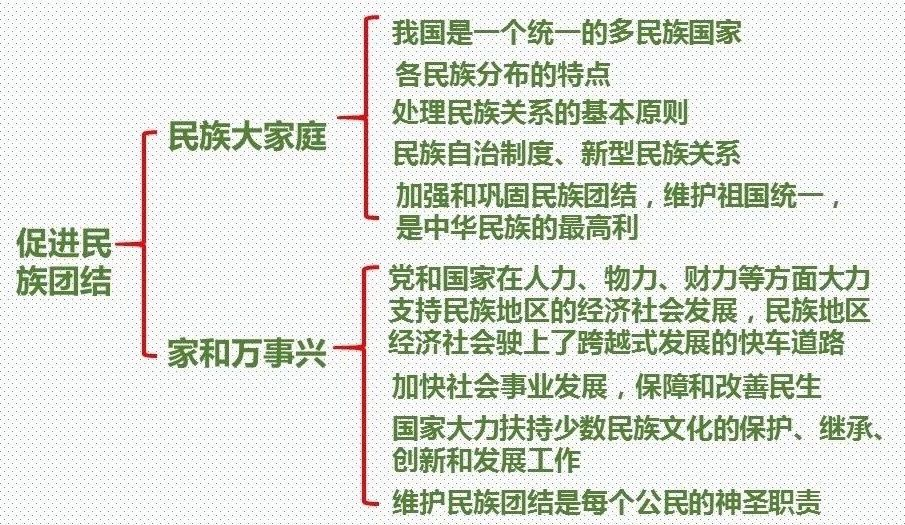 促进民
族团结
民族大家庭
我国是一个统一的多民族国家
各民族分布的特点
处理民族关系的基本原则
民族自治制度、新型民族关系
加强和巩固民族团结，维护祖国统一，
是中华民族的最高利
家和万事兴
党和国家在人力、物力、财力等方面大力
支持民族地区的经济社会发展，民族地区
经济社会驶上了跨越式发展的快车道路
加快社会事业发展，保障和改善民生
国家大力扶持少数民族文化的保护、继承、
创新和发展工作
维护民族团结是每个公民的神圣职责